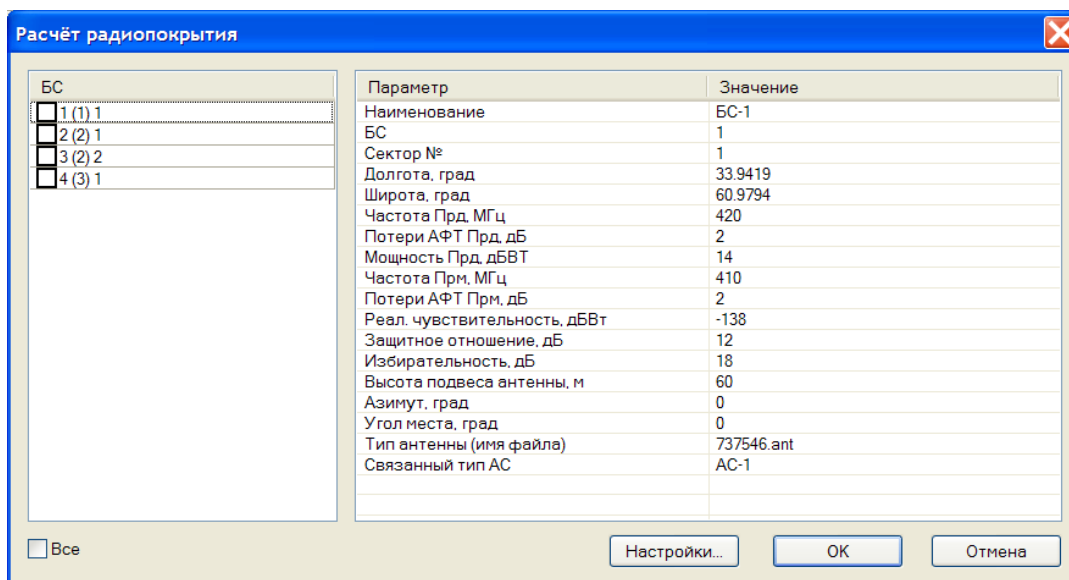 Расчёт радиопокрытия
БС
1 (1) 1
2 (2) 1
3 (2) 2
4 (3) 1
Параметр Значение
Наименование БС-1
БС 1
Сектор № 1
Долгота, град 33.9419
Широта, град 60.9794
Частота Прд, МГц 420
Потери АФТ Прд, дБ 2
Мощность Прд, дБВТ 14
Частота Прм, МГц 410
Потери АФТ Прм, дБ 2
Реал. чувствительность, дБВт -138
Защитное отношение, дБ 12
Избирательность, дБ 18
Высота подвеса антенны, м 60
Азимут, град 0
Угол места, град 0
Тип антенны (имя файла) 737546.ant
Связанный тип АС АС-1
Все
Настройки... OK Отмена